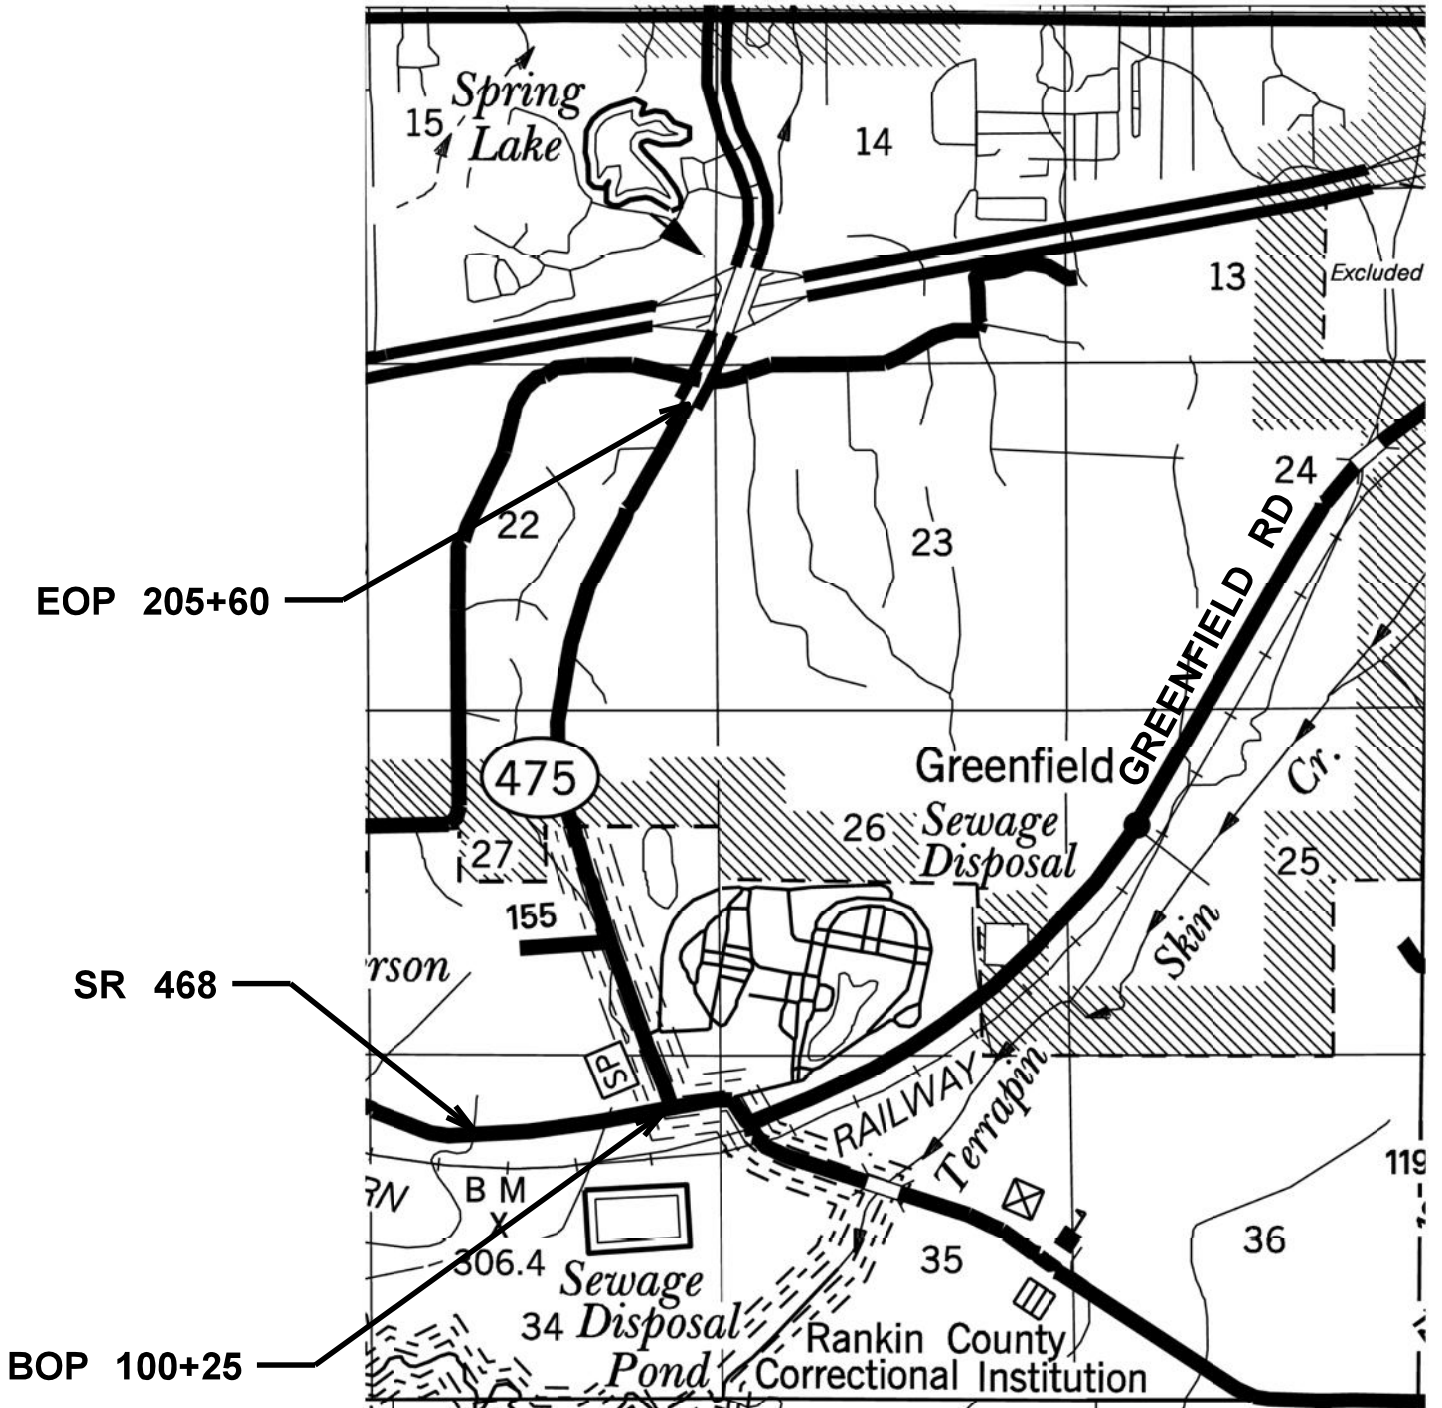 Spring
Lake
15
14
13
Excluded
24
22
23
GREENFIELD RD
EOP 205+60
475
Greenfield
Cr.
26
Sewage
Disposal
27
25
155
Skin
rson
SR 468
SP
RAILWAY
Terrapin
119
RN
B M
X
306.4
36
35
Sewage
34
Disposal
Pond
Rankin County
Correctional Institution
BOP 100+25